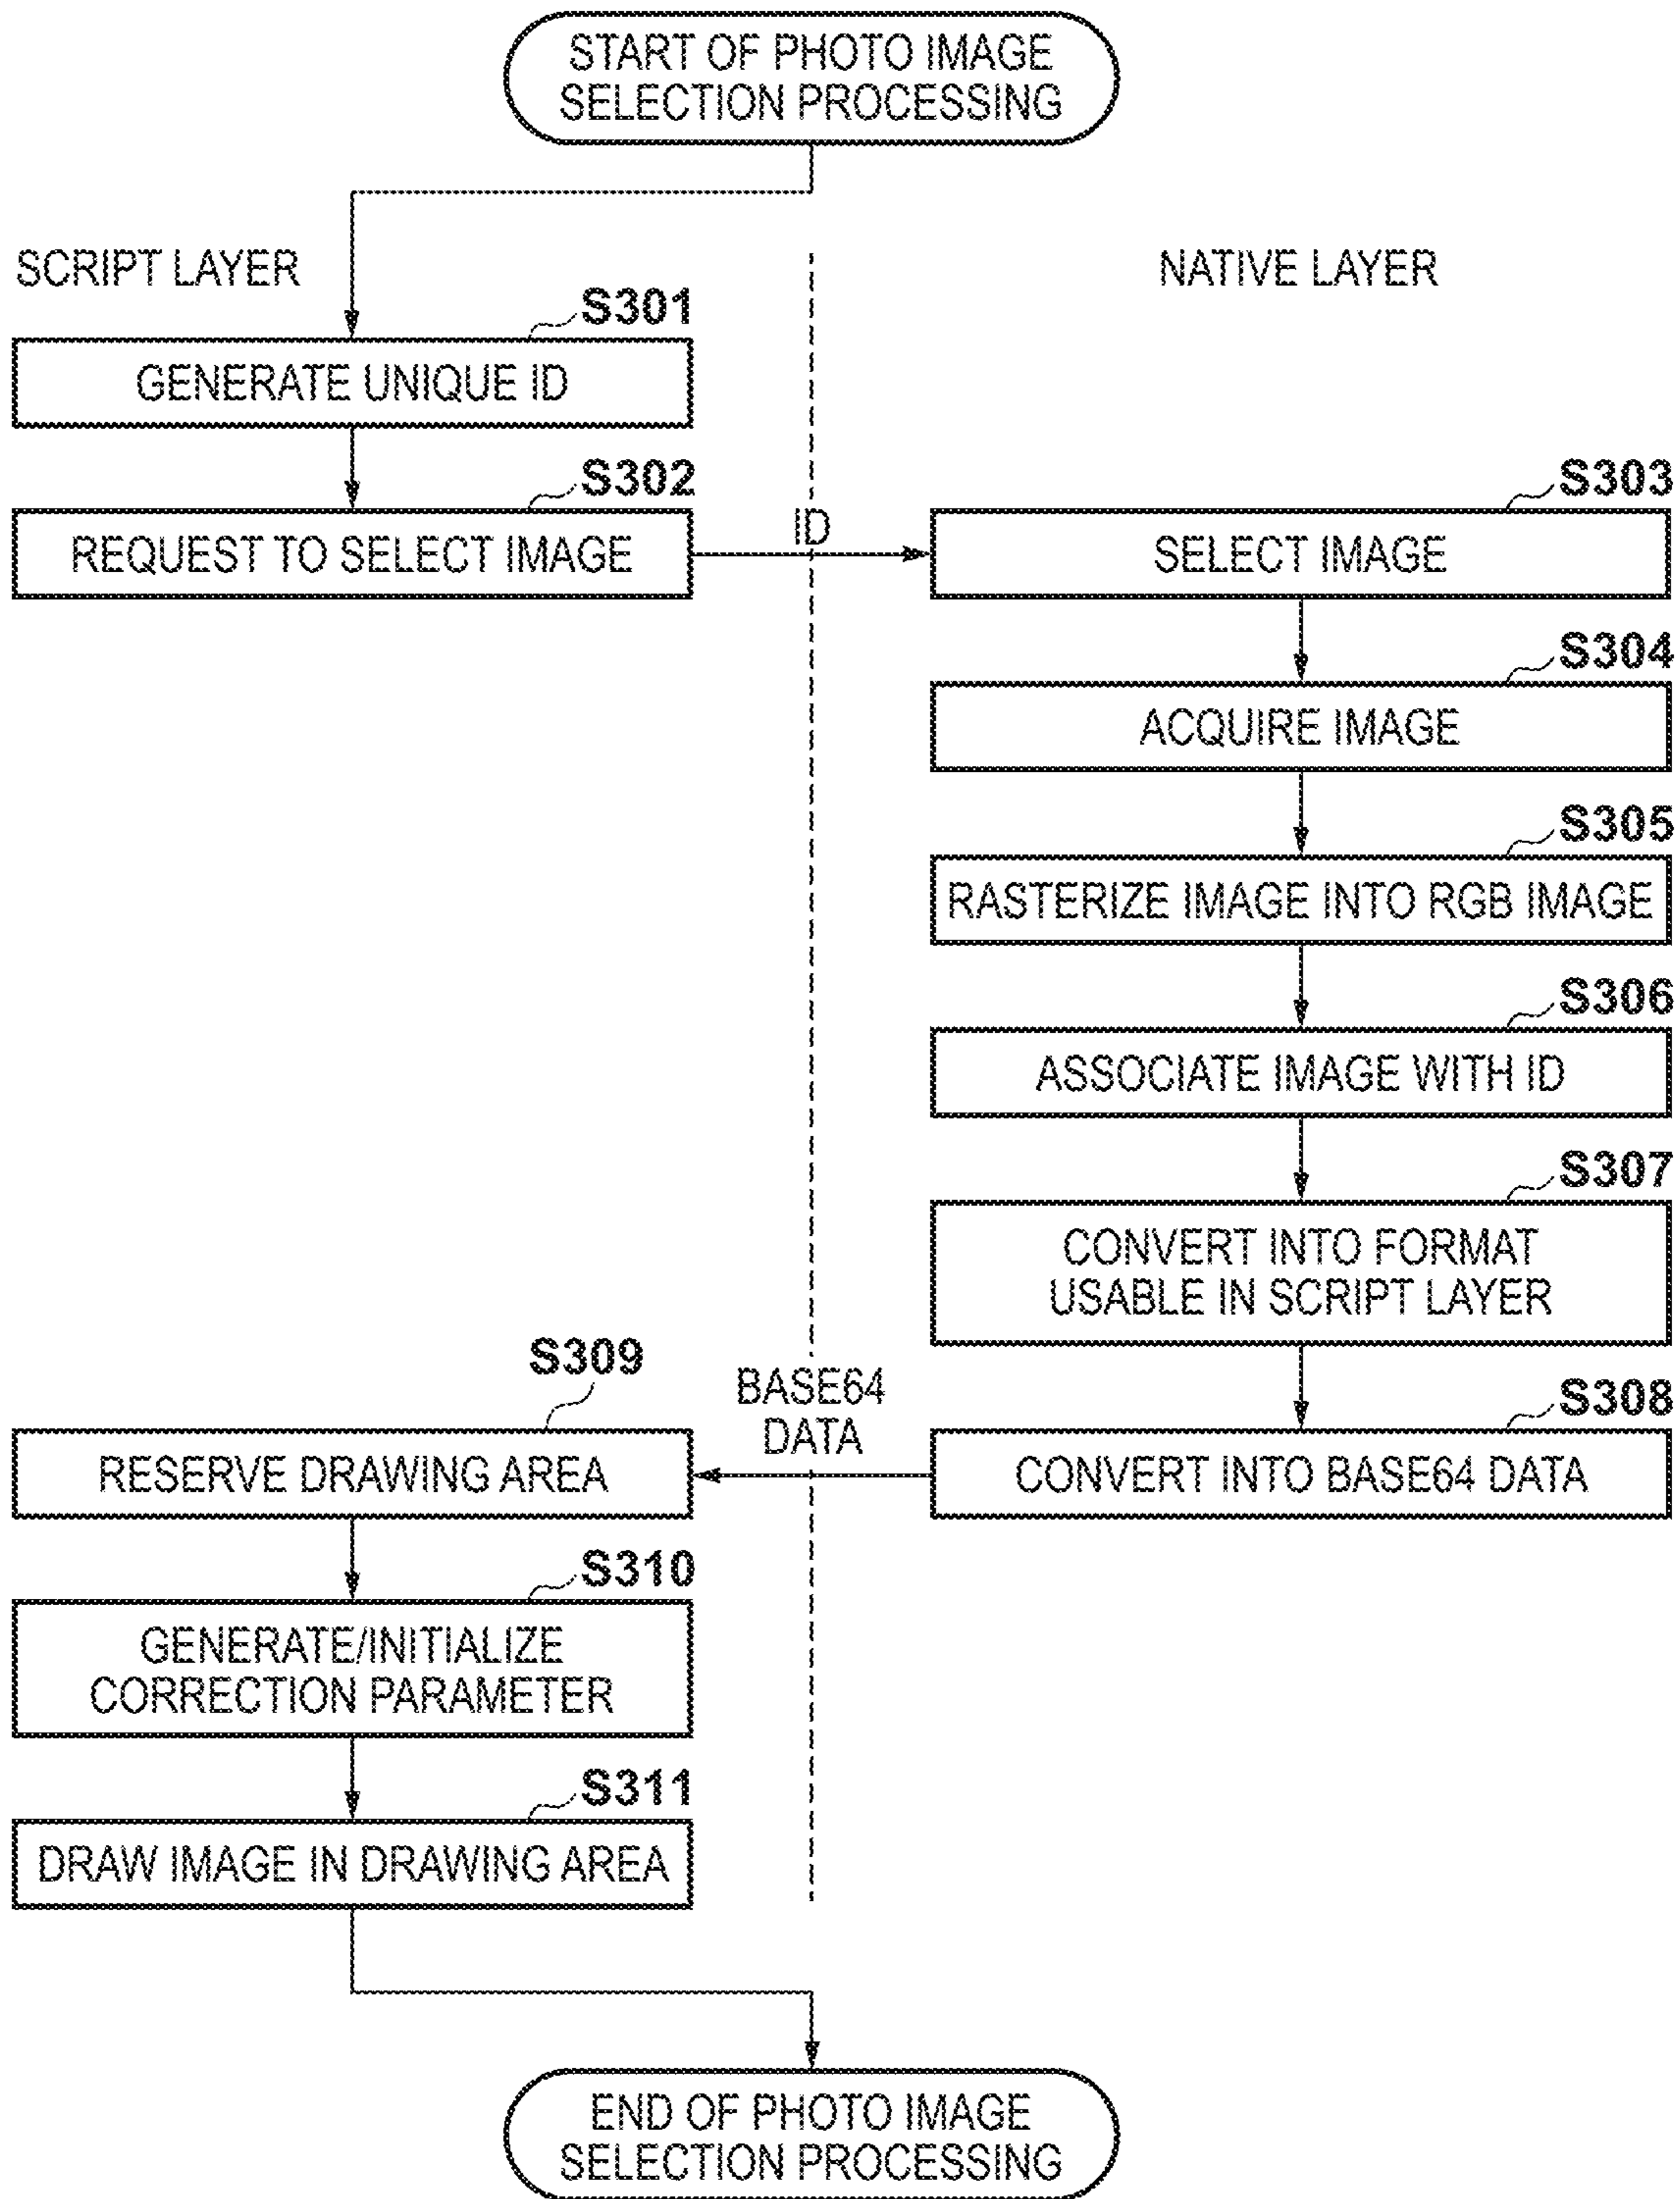 START OF PHOTO IMAGE
SELECTION PROCESSING
SCRIPT LAYER
NATIVE LAYER
S301
GENERATE UNIQUE ID
S302
REQUEST TO SELECT IMAGE
ID
S303
SELECT IMAGE
S304
ACQUIRE IMAGE
S305
RASTERIZE IMAGE INTO RGB IMAGE
S306
ASSOCIATE IMAGE WITH ID
S307
CONVERT INTO FORMAT
USABLE IN SCRIPT LAYER
S308
CONVERT INTO BASE64 DATA
BASE64
DATA
S309
RESERVE DRAWING AREA
S310
GENERATE/INITIALIZE
CORRECTION PARAMETER
S311
DRAW IMAGE IN DRAWING AREA
END OF PHOTO IMAGE
SELECTION PROCESSING